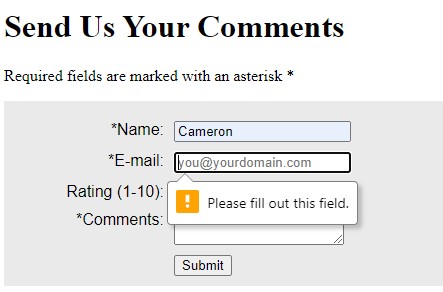 Send Us Your Comments
Required fields are marked with an asterisk *
*Name: Cameron
*E-mail: you@yourdomain.com
Rating (1-10):
! Please fill out this field.
*Comments:
Submit